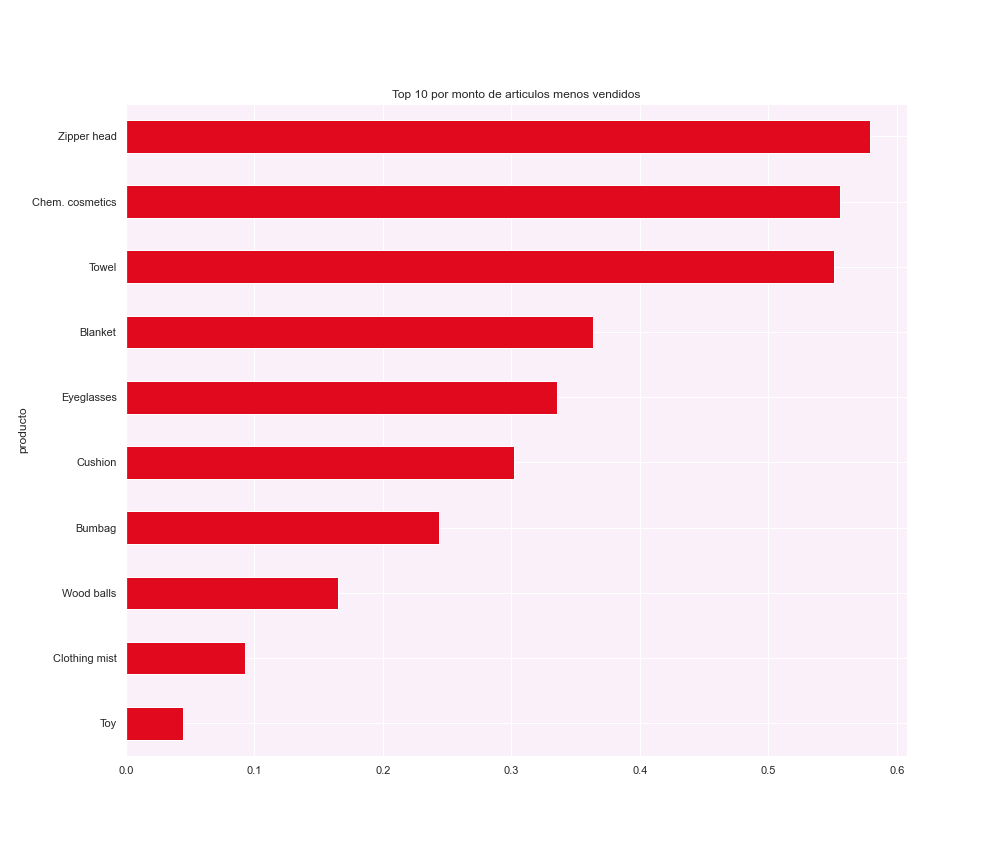 Top 10 por monto de articulos menos vendidos
producto
Zipper head
Chem. cosmetics
Towel
Blanket
Eyeglasses
Cushion
Bumbag
Wood balls
Clothing mist
Toy
0.0 0.1 0.2 0.3 0.4 0.5 0.6